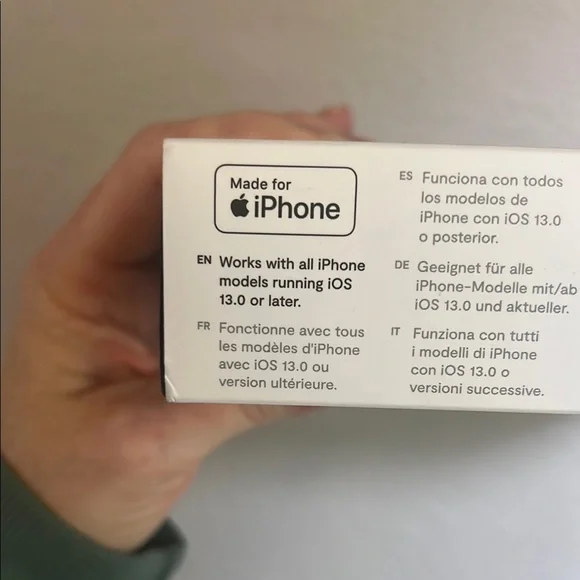 Made for
iPhone
EN Works with all iPhone
models running iOS
13.0 or later.
FR Fonctionne avec tous
les modèles d'iPhone
avec iOS 13.0 ou
version ultérieure.
ES Funciona con todos
los modelos de
iPhone con iOS 13.0
o posterior.
DE Geeignet für alle
iPhone-Modelle mit/ab
iOS 13.0 und aktueller.
IT Funziona con tutti
i modelli di iPhone
con iOS 13.0 o
versioni successive.